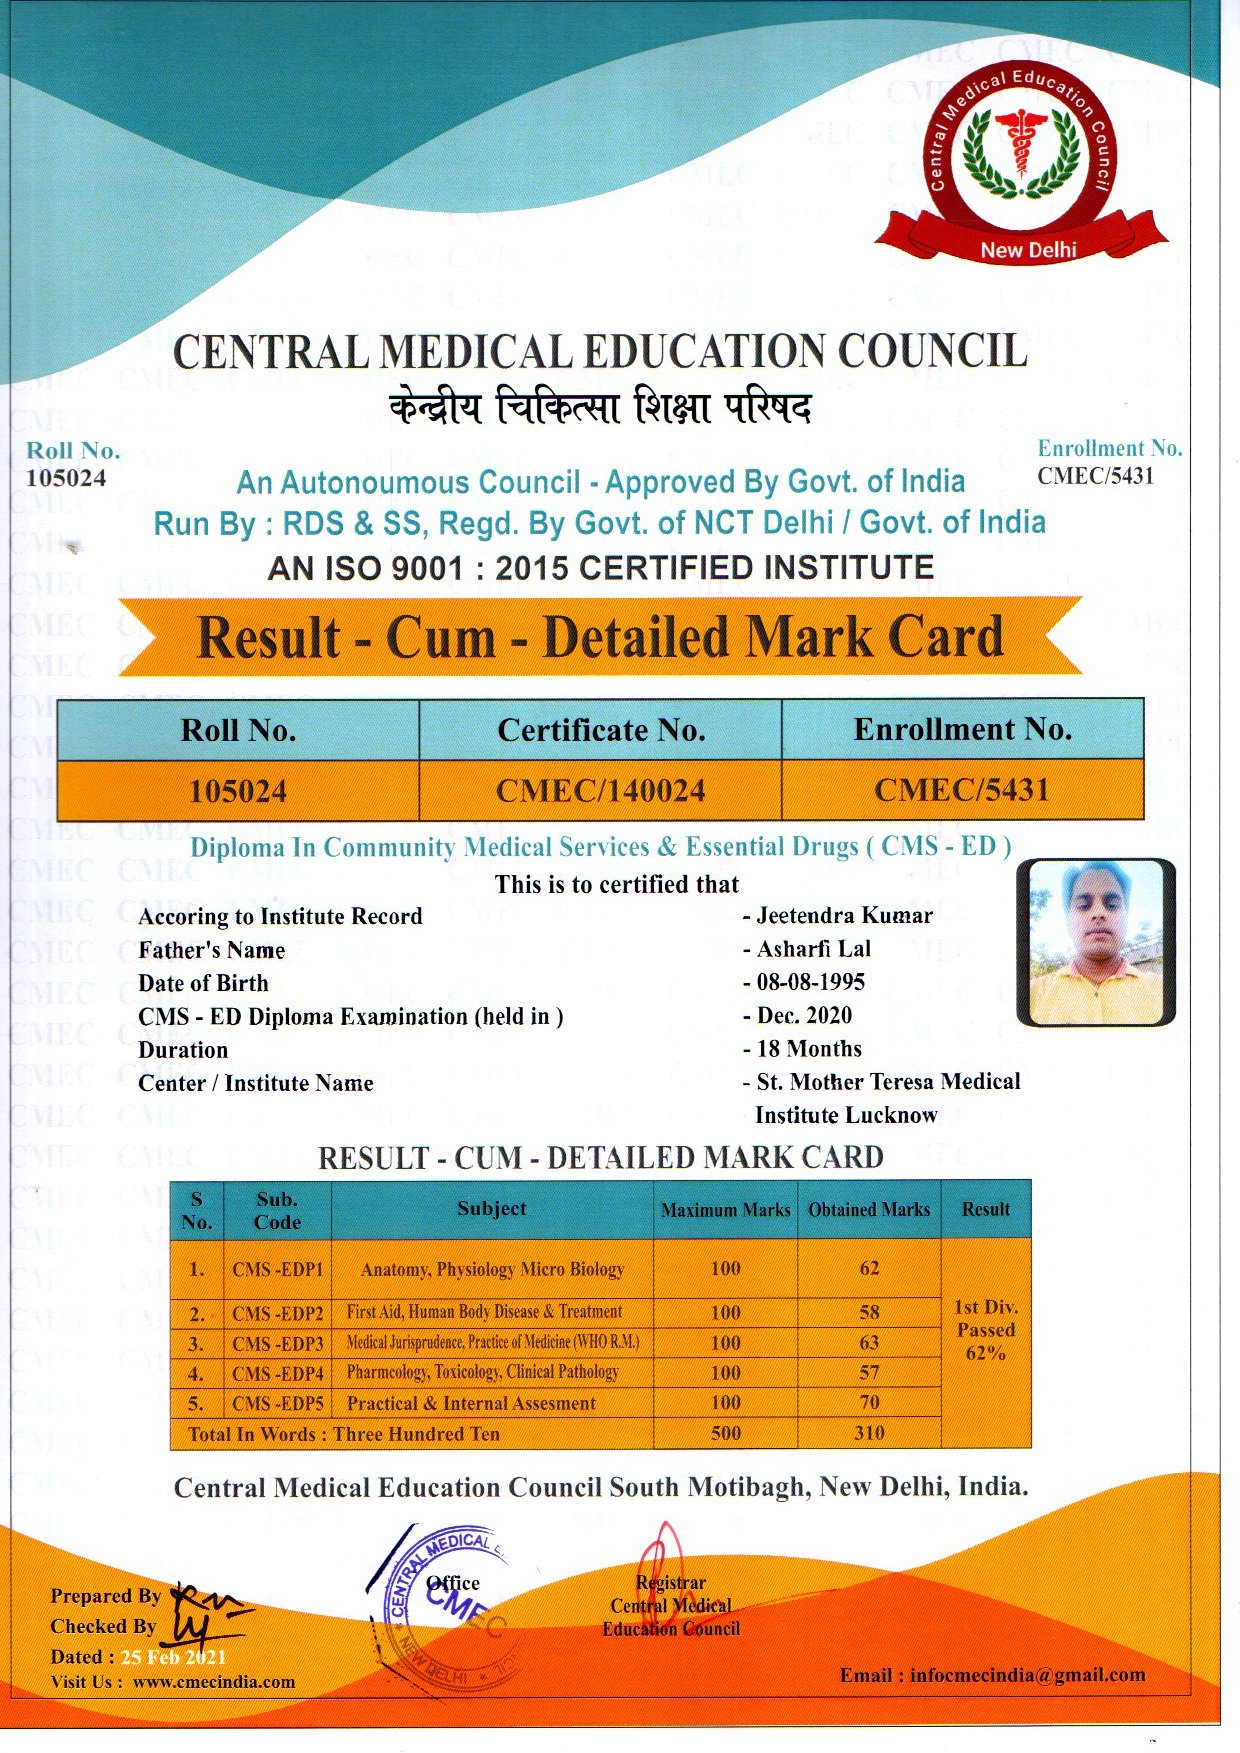 Central Medical Education Council
New Delhi
CENTRAL MEDICAL EDUCATION COUNCIL
केन्द्रीय चिकित्सा शिक्षा परिषद
Roll No.
105024
Enrollment No.
CMEC/5431
An Autonoumous Council - Approved By Govt. of India
Run By : RDS & SS, Regd. By Govt. of NCT Delhi / Govt. of India
AN ISO 9001 : 2015 CERTIFIED INSTITUTE
Result - Cum - Detailed Mark Card
Roll No. Certificate No. Enrollment No.
105024 CMEC/140024 CMEC/5431
Diploma In Community Medical Services & Essential Drugs ( CMS - ED )
This is to certified that
Accoring to Institute Record - Jeetendra Kumar
Father's Name - Asharfi Lal
Date of Birth - 08-08-1995
CMS - ED Diploma Examination (held in ) - Dec. 2020
Duration - 18 Months
Center / Institute Name - St. Mother Teresa Medical
Institute Lucknow
RESULT - CUM - DETAILED MARK CARD
S No. Sub. Code Subject Maximum Marks Obtained Marks Result
1. CMS -EDP1 Anatomy, Physiology Micro Biology 100 62
2. CMS -EDP2 First Aid, Human Body Disease & Treatment 100 58
3. CMS -EDP3 Medical Jurisprudence, Practice of Medicine (WHO R.M.) 100 63
4. CMS -EDP4 Pharmcology, Toxicology, Clinical Pathology 100 57
5. CMS -EDP5 Practical & Internal Assesment 100 70
1st Div.
Passed
62%
Total In Words : Three Hundred Ten 500 310
Central Medical Education Council South Motibagh, New Delhi, India.
Prepared By
Checked By
Dated : 25 Feb 2021
Visit Us : www.cmecindia.com
Office
CENTRAL MEDICAL
CMEC
NEW DELHI
Registrar
Central Medical
Education Council
Email : infocmecindia@gmail.com